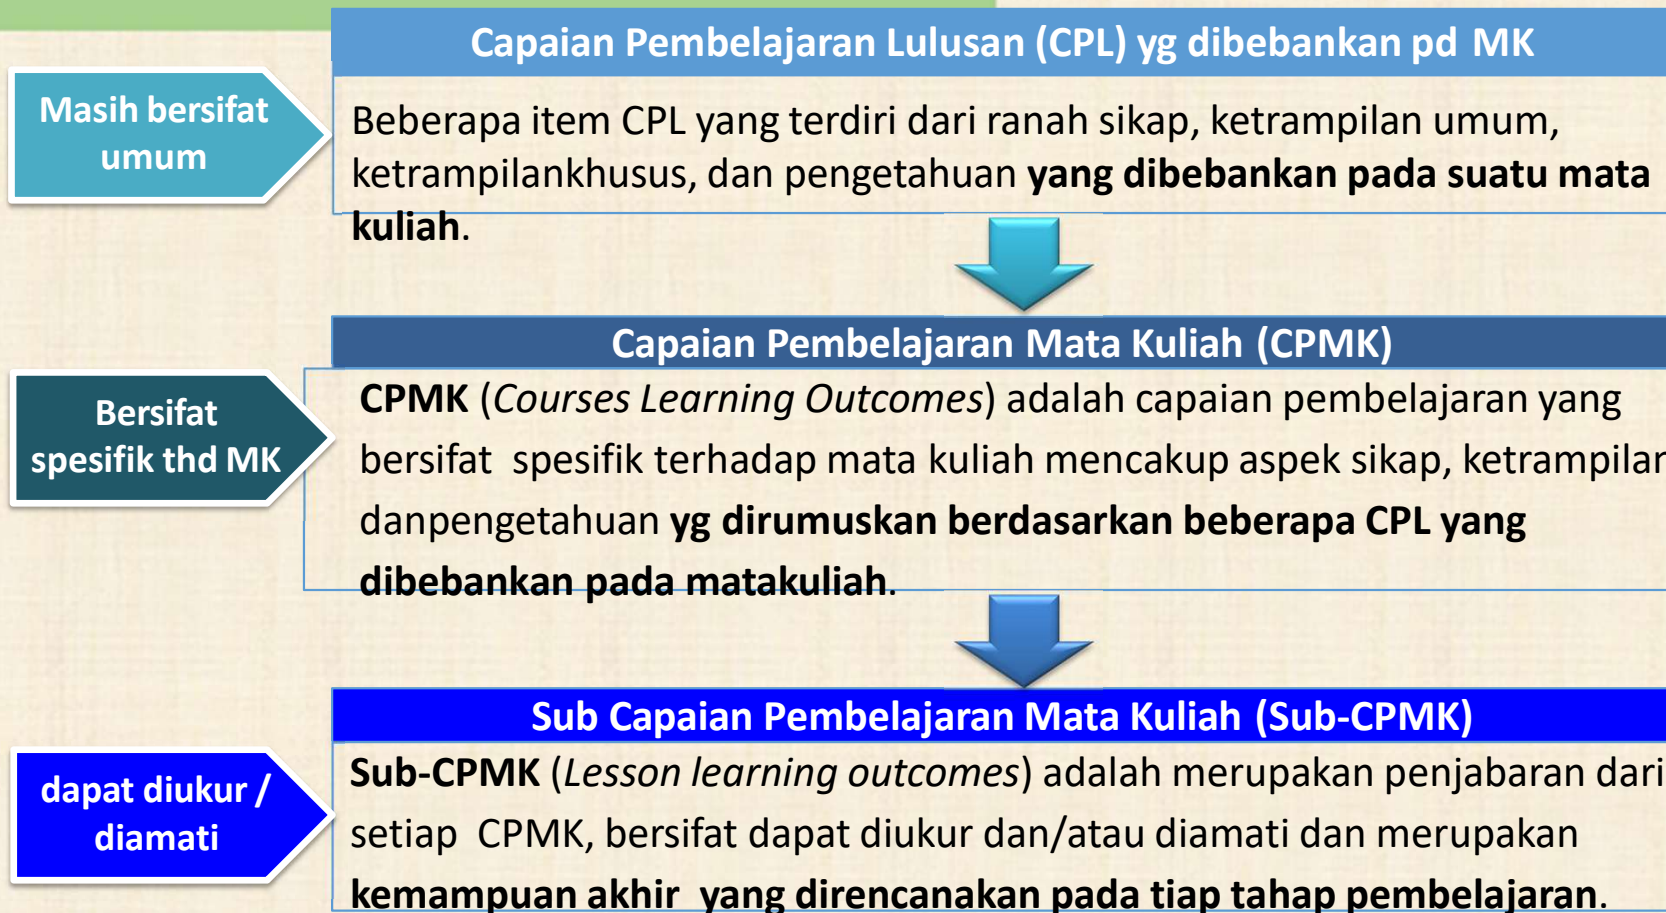 Capaian Pembelajaran Lulusan (CPL) yg dibebankan pd MK
Masih bersifat
umum
Beberapa item CPL yang terdiri dari ranah sikap, ketrampilan umum,
ketrampilankhusus, dan pengetahuan yang dibebankan pada suatu mata
kuliah.
Capaian Pembelajaran Mata Kuliah (CPMK)
Bersifat
spesifik thd MK
CPMK (Courses Learning Outcomes) adalah capaian pembelajaran yang
bersifat spesifik terhadap mata kuliah mencakup aspek sikap, ketrampilan
danpengetahuan yg dirumuskan berdasarkan beberapa CPL yang
dibebankan pada matakuliah.
Sub Capaian Pembelajaran Mata Kuliah (Sub-CPMK)
dapat diukur /
diamati
Sub-CPMK (Lesson learning outcomes) adalah merupakan penjabaran dari
setiap CPMK, bersifat dapat diukur dan/atau diamati dan merupakan
kemampuan akhir yang direncanakan pada tiap tahap pembelajaran.